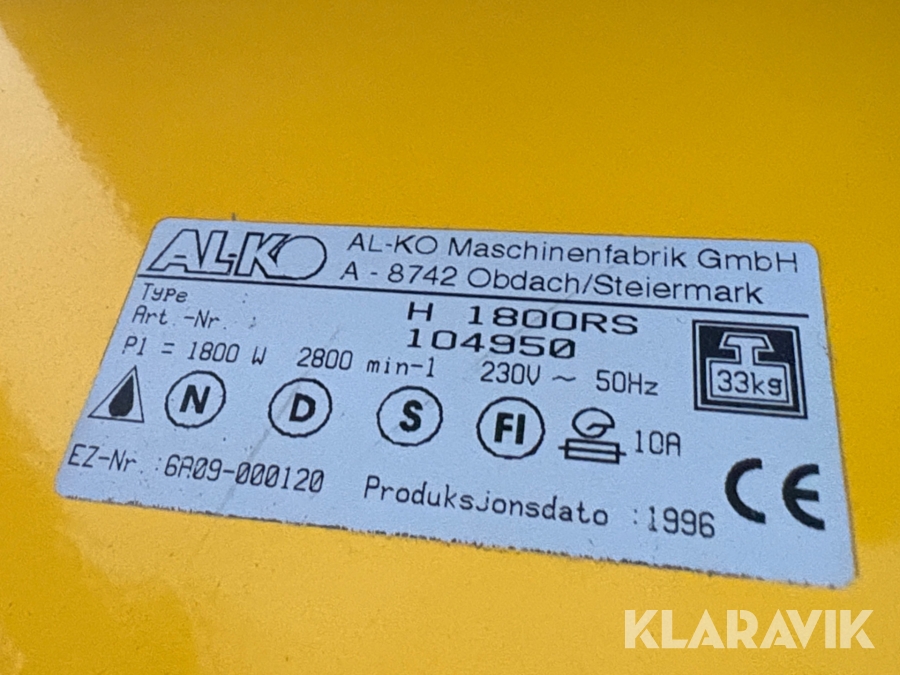 AL-KO
AL-KO Maschinenfabrik GmbH
A - 8742 Obdach/Steiermark
Type : H 1800RS
Art.-Nr. : 104950
P1 = 1800 W 2800 min-1 230V ~ 50Hz
33kg
N D S FI 10A
CE
EZ-Nr. :6A09-000120 Produksjonsdato :1996
KLARAVIK